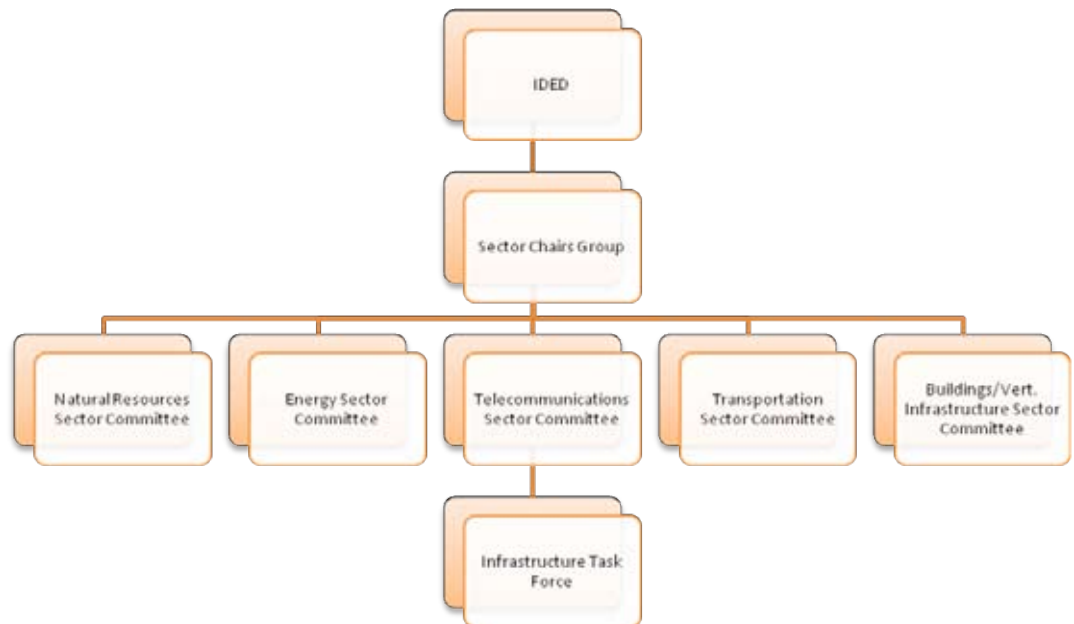 IDED
Sector Chairs Group
Natural Resources
Sector Committee
Energy Sector
Committee
Telecommunications
Sector Committee
Transportation
Sector Committee
Buildings/Vert.
Infrastructure Sector
Committee
Infrastructure Task
Force